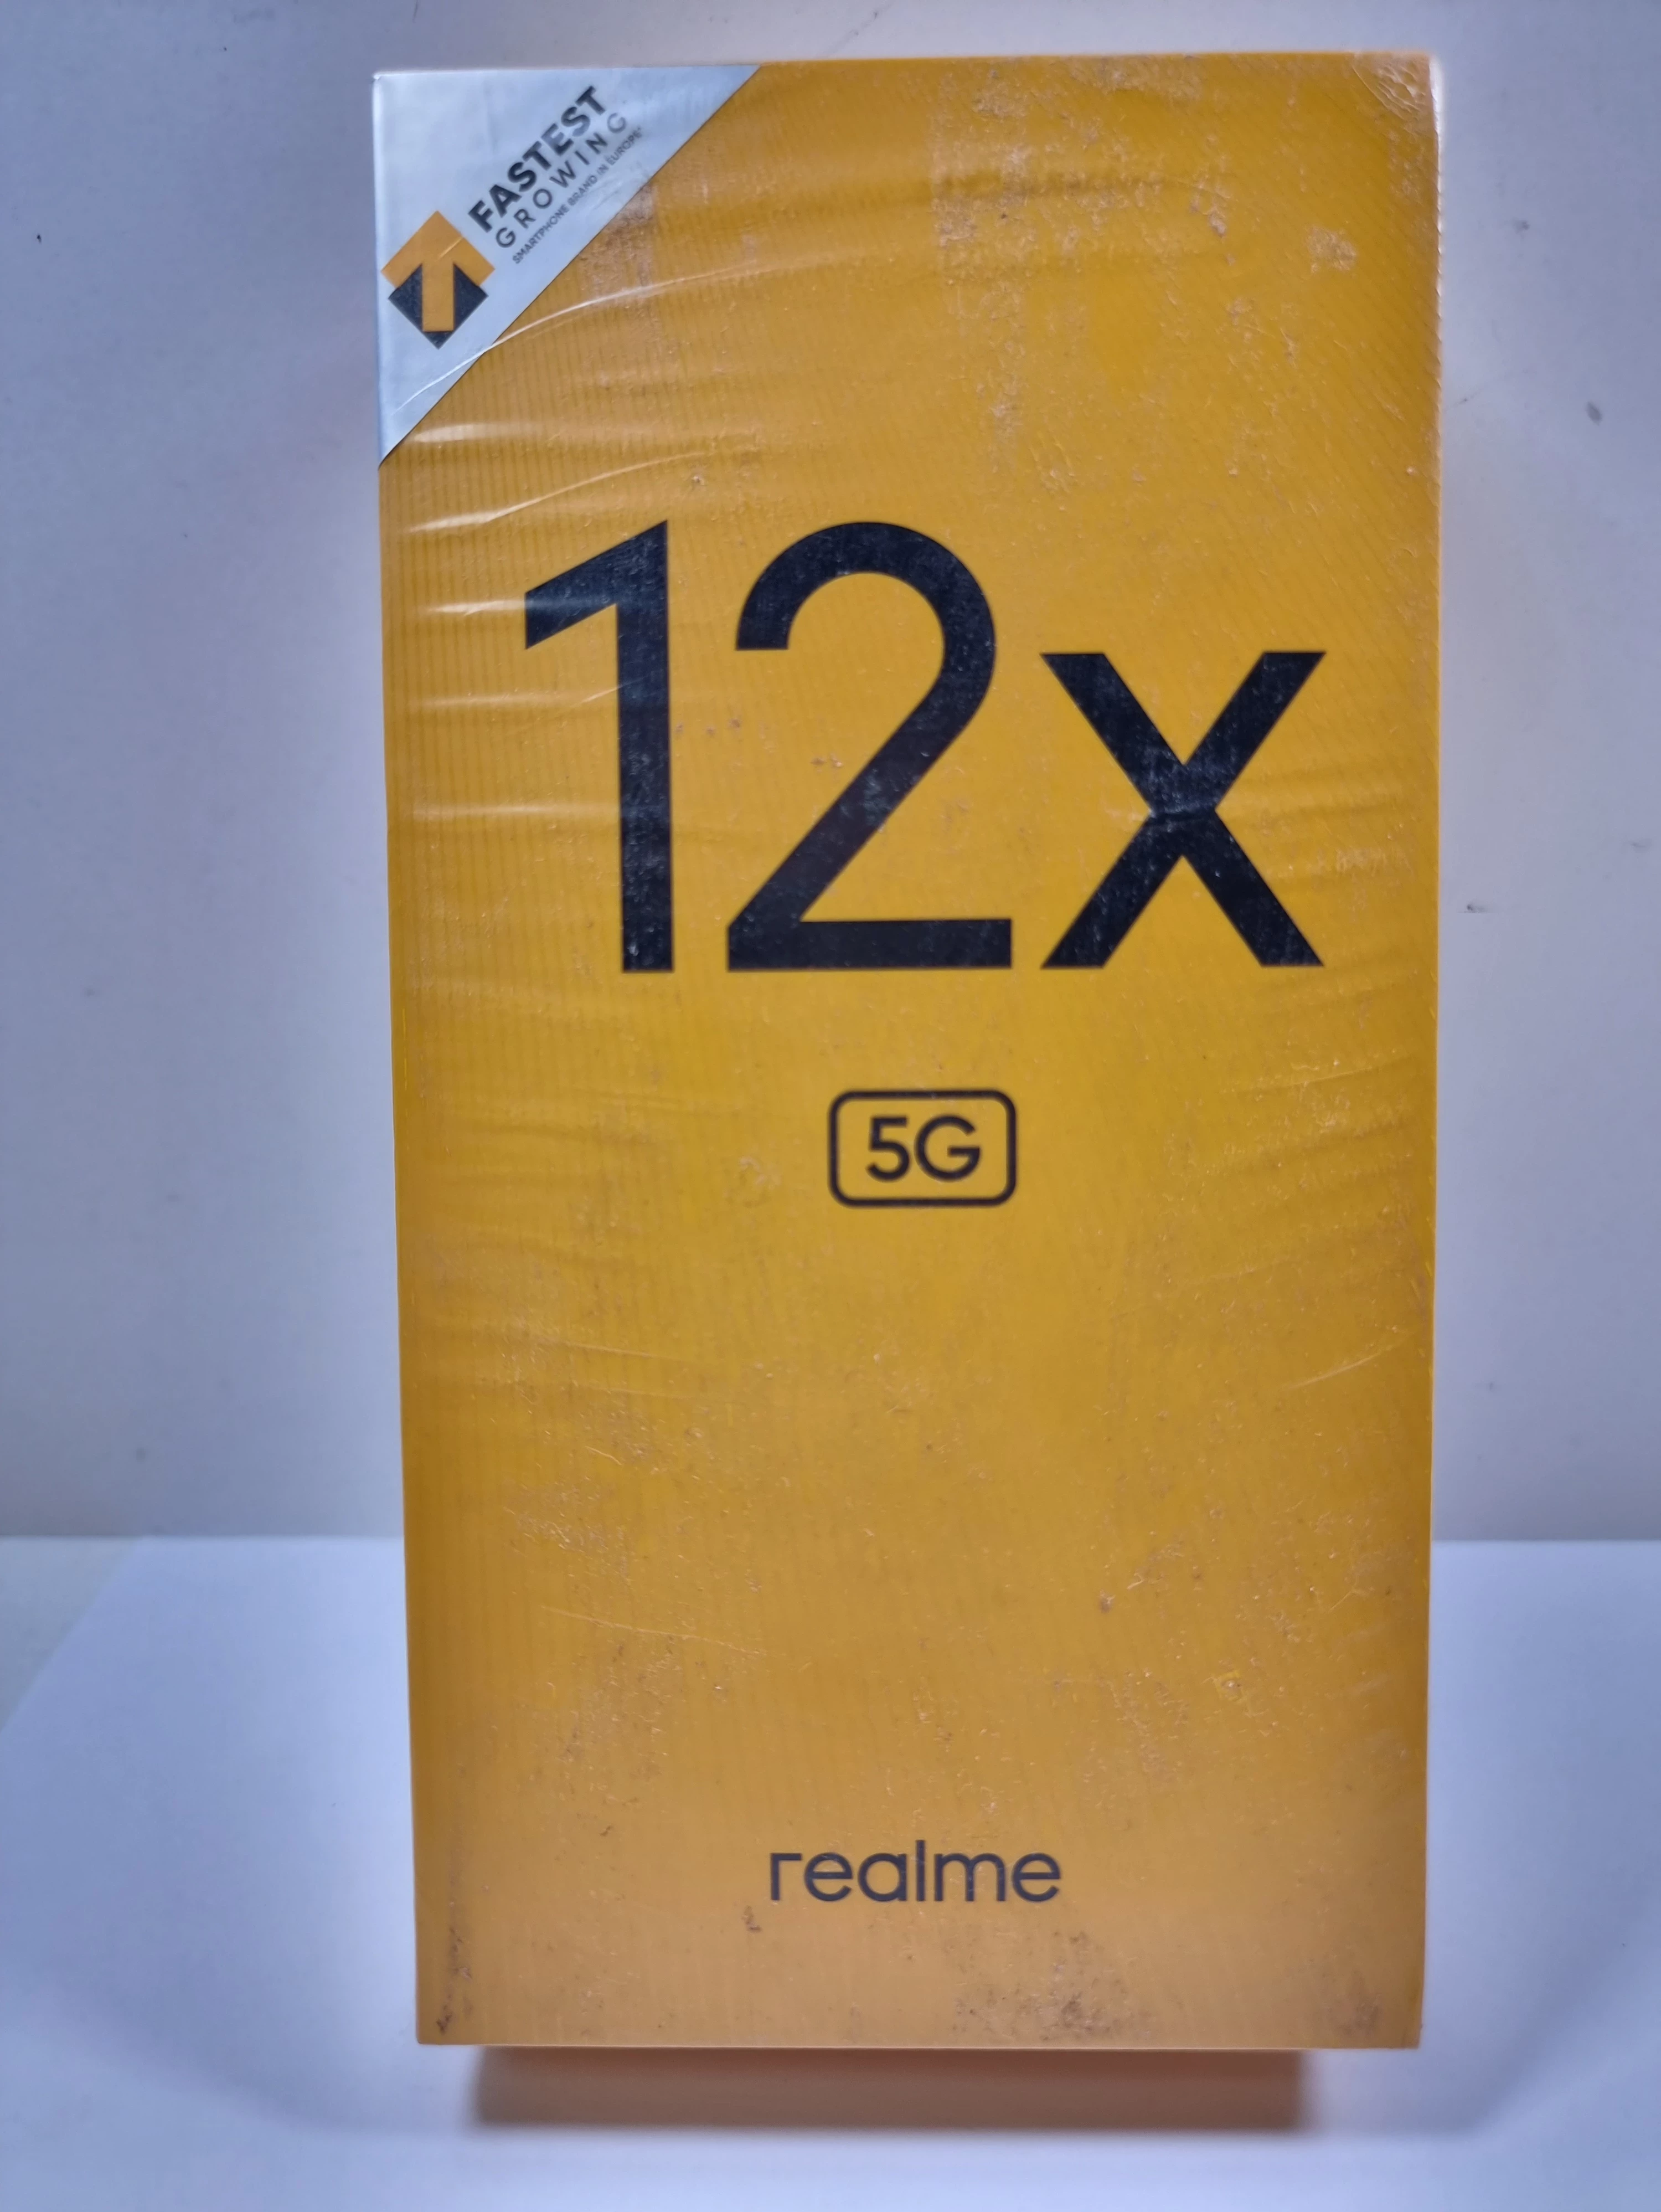 FASTEST
GROWING
SMARTPHONE BRAND IN EUROPE*
12x
5G
realme